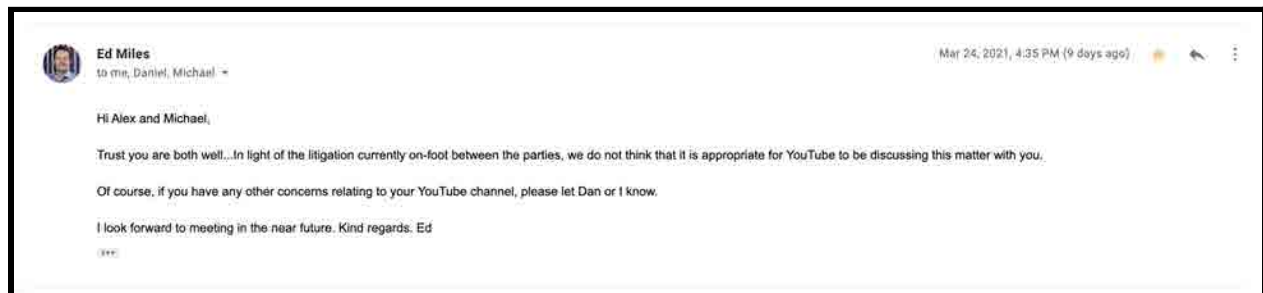 Ed Miles
Mar 24, 2021, 4:35 PM (9 days ago)
to me, Daniel, Michael
Hi Alex and Michael,
Trust you are both well...In light of the litigation currently on-foot between the parties, we do not think that it is appropriate for YouTube to be discussing this matter with you.
Of course, if you have any other concerns relating to your YouTube channel, please let Dan or I know.
I look forward to meeting in the near future. Kind regards. Ed